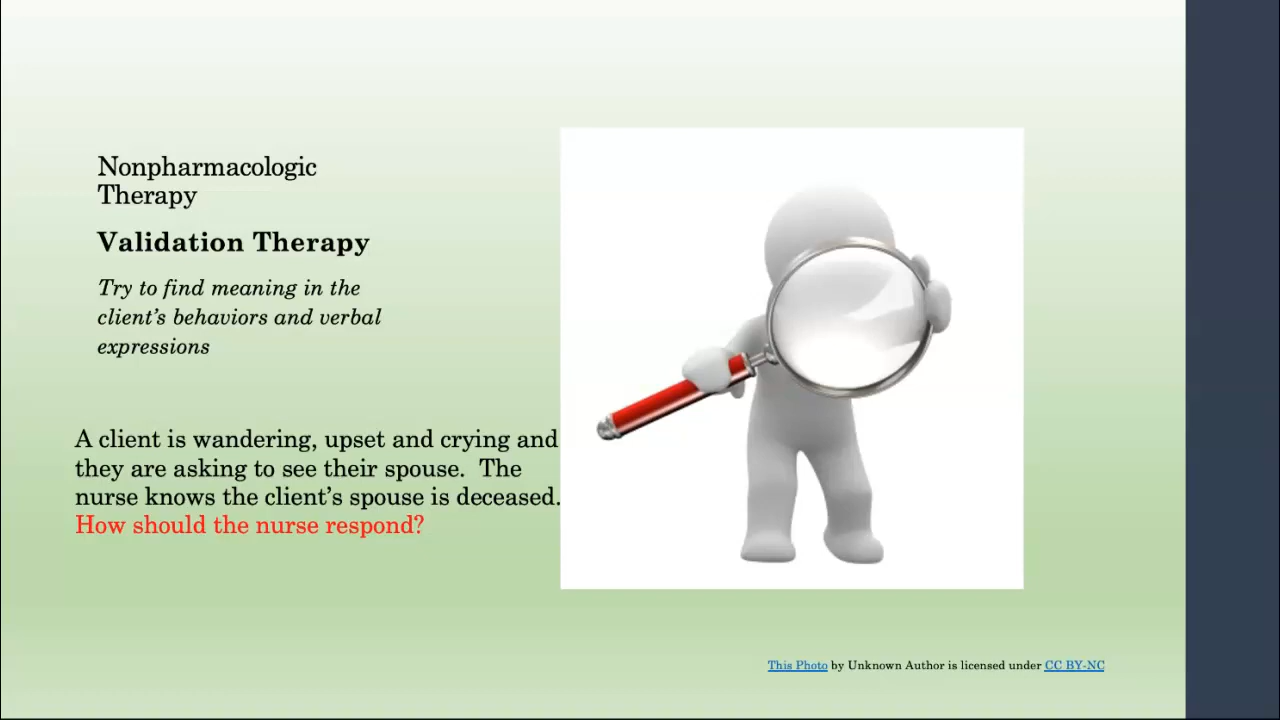 Nonpharmacologic
Therapy
Validation Therapy
Try to find meaning in the
client’s behaviors and verbal
expressions
A client is wandering, upset and crying and
they are asking to see their spouse.  The
nurse knows the client’s spouse is deceased.
How should the nurse respond?
This Photo by Unknown Author is licensed under CC BY-NC